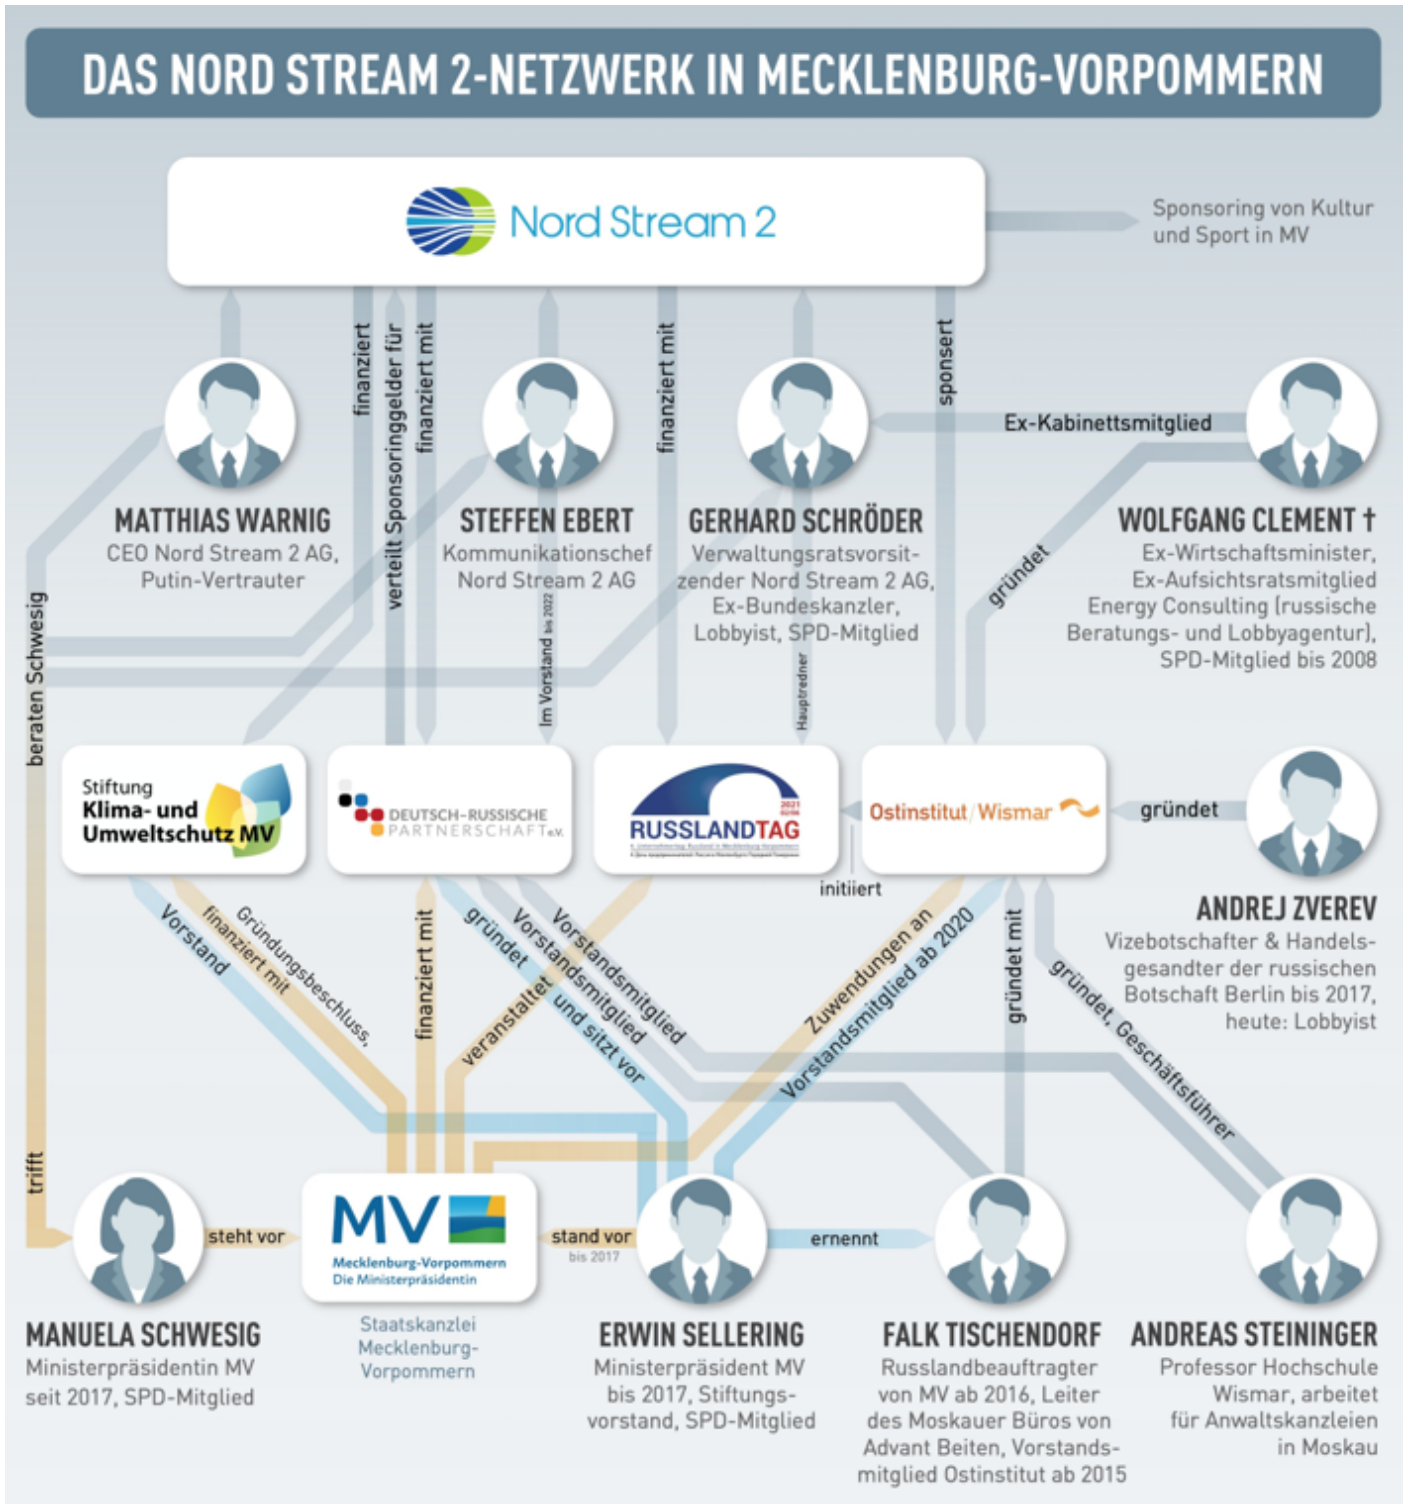 DAS NORD STREAM 2-NETZWERK IN MECKLENBURG-VORPOMMERN
Nord Stream 2
Sponsoring von Kultur
und Sport in MV
finanziert
verteilt Sponsoringgelder für
finanziert mit
finanziert mit
sponsert
Ex-Kabinettsmitglied
MATTHIAS WARNIG
CEO Nord Stream 2 AG,
Putin-Vertrauter
STEFFEN EBERT
Kommunikationschef
Nord Stream 2 AG
GERHARD SCHRÖDER
Verwaltungsratsvorsit-
zender Nord Stream 2 AG,
Ex-Bundeskanzler,
Lobbyist, SPD-Mitglied
WOLFGANG CLEMENT †
Ex-Wirtschaftsminister,
Ex-Aufsichtsratsmitglied
Energy Consulting (russische
Beratungs- und Lobbyagentur),
SPD-Mitglied bis 2008
gründet
beraten Schwesig
Im Vorstand bis 2022
Hauptredner
Stiftung
Klima- und
Umweltschutz MV
DEUTSCH-RUSSISCHE
PARTNERSCHAFT e.V.
2021
RUSSLANDTAG
Ostinstitut/Wismar
gründet
initiiert
ANDREJ ZVEREV
Vizebotschafter & Handels-
gesandter der russischen
Botschaft Berlin bis 2017,
heute: Lobbyist
Vorstand
Gründungsbeschluss,
finanziert mit
finanziert mit
veranstaltet
gründet und sitzt vor
Vorstandsmitglied
Vorstandsmitglied
Zuwendungen an
Vorstandsmitglied ab 2020
gründet mit
gründet, Geschäftsführer
trifft
steht vor
MV
Mecklenburg-Vorpommern
Die Ministerpräsidentin
stand vor
bis 2017
ernennt
MANUELA SCHWESIG
Ministerpräsidentin MV
seit 2017, SPD-Mitglied
Staatskanzlei
Mecklenburg-
Vorpommern
ERWIN SELLERING
Ministerpräsident MV
bis 2017, Stiftungs-
vorstand, SPD-Mitglied
FALK TISCHENDORF
Russlandbeauftragter
von MV ab 2016, Leiter
des Moskauer Büros von
Advant Beiten, Vorstands-
mitglied Ostinstitut ab 2015
ANDREAS STEININGER
Professor Hochschule
Wismar, arbeitet
für Anwaltskanzleien
in Moskau